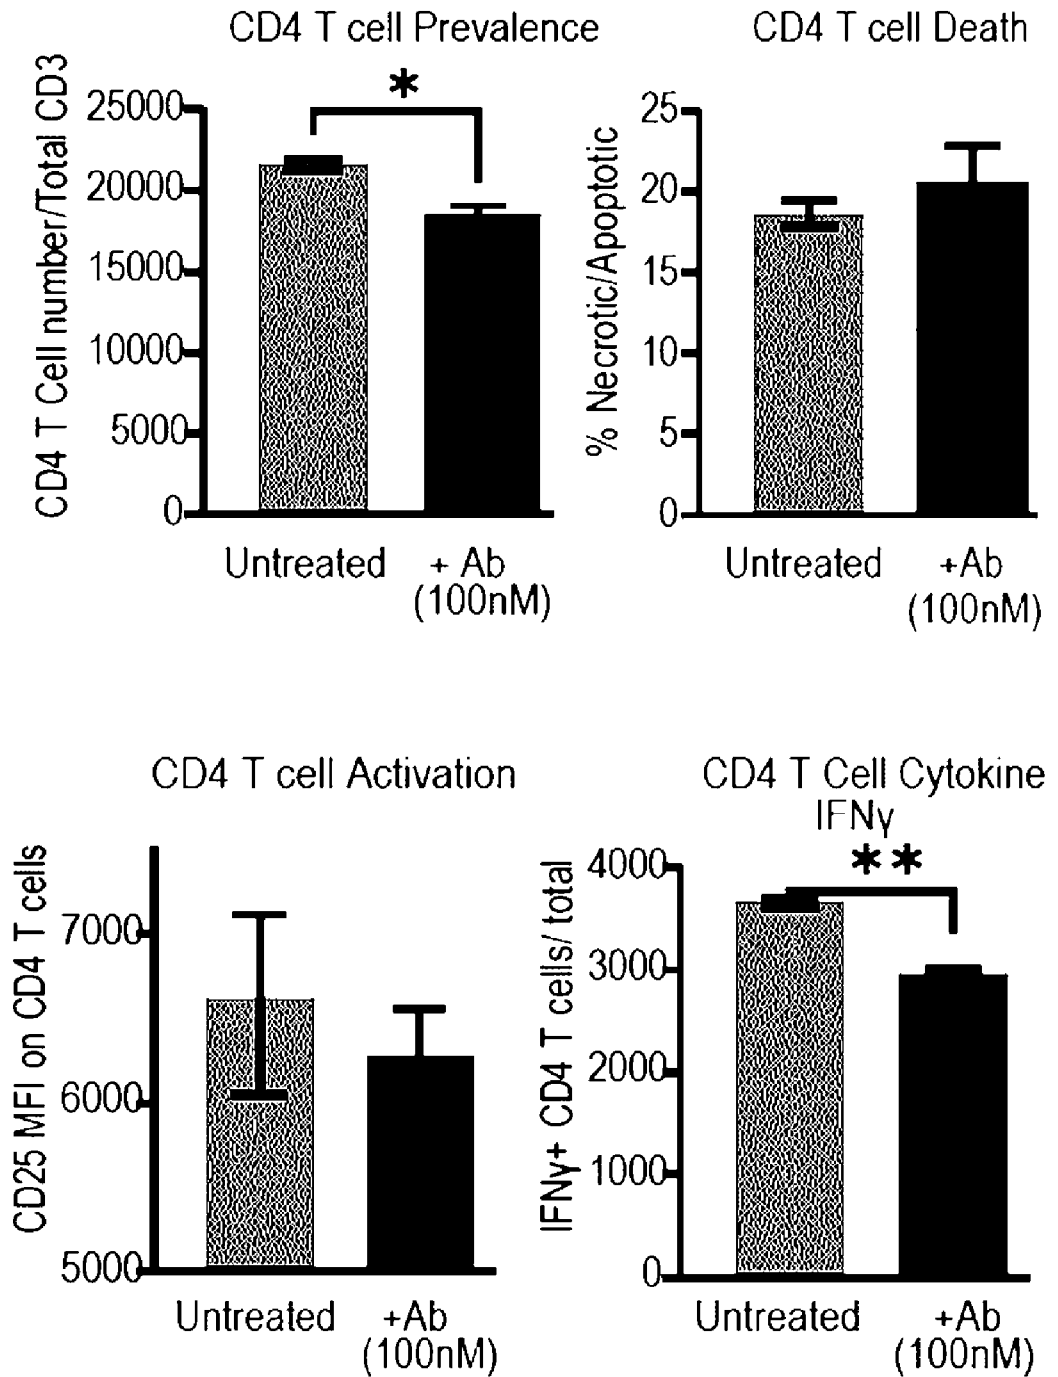 CD4 T cell Prevalence
CD4 T Cell number/Total CD3
25000
20000
15000
10000
5000
0
*
Untreated
+ Ab
(100nM)
CD4 T cell Death
% Necrotic/Apoptotic
25
20
15
10
5
0
Untreated
+Ab
(100nM)
CD4 T cell Activation
CD25 MFI on CD4 T cells
7000
6000
5000
Untreated
+Ab
(100nM)
CD4 T Cell Cytokine
IFNγ
IFNγ+ CD4 T cells/ total
4000
3000
2000
1000
0
**
Untreated
+Ab
(100nM)